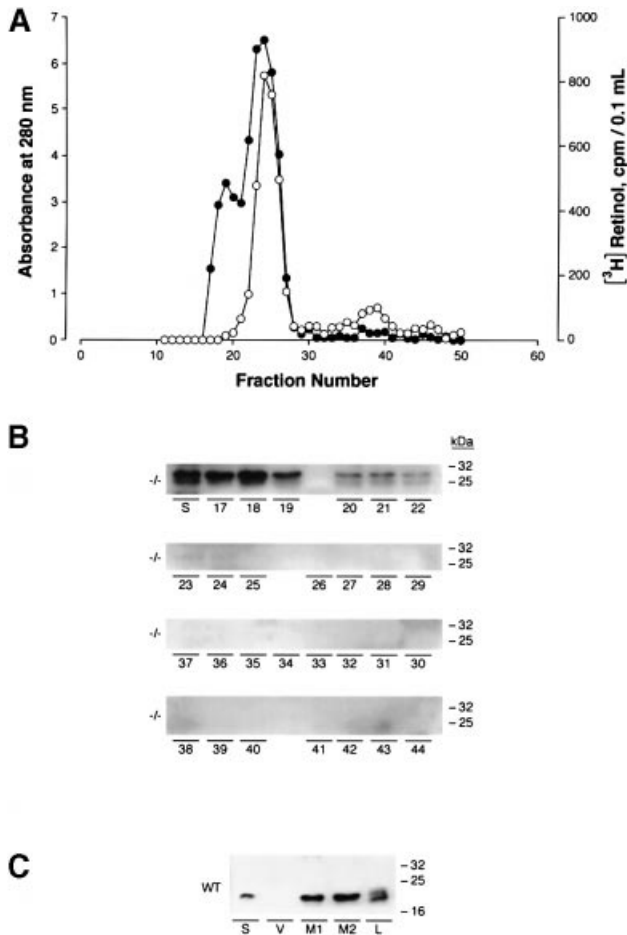 A
Absorbance at 280 nm
7
6
5
4
3
2
1
0
1000
800
600
400
200
0
[³H] Retinol, cpm / 0.1 mL
0 10 20 30 40 50 60
Fraction Number
B
kDa
-/- – 32
– 25
S 17 18 19 20 21 22
-/- – 32
– 25
23 24 25 26 27 28 29
-/- – 32
– 25
37 36 35 34 33 32 31 30
-/- – 32
– 25
38 39 40 41 42 43 44
C
WT – 32
– 25
– 16
S V M1 M2 L